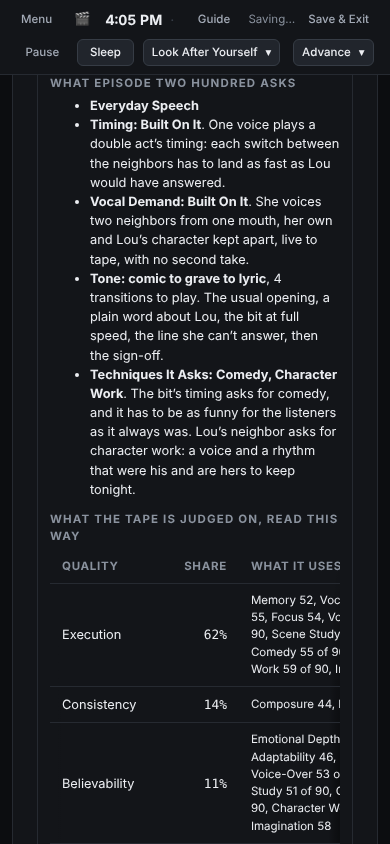 Menu 🎬 4:05 PM · Guide Saving... Save & Exit
Pause Sleep Look After Yourself ▾ Advance ▾
WHAT EPISODE TWO HUNDRED ASKS
• Everyday Speech
• Timing: Built On It. One voice plays a
double act's timing: each switch between
the neighbors has to land as fast as Lou
would have answered.
• Vocal Demand: Built On It. She voices
two neighbors from one mouth, her own
and Lou's character kept apart, live to
tape, with no second take.
• Tone: comic to grave to lyric, 4
transitions to play. The usual opening, a
plain word about Lou, the bit at full
speed, the line she can't answer, then
the sign-off.
• Techniques It Asks: Comedy, Character
Work. The bit's timing asks for comedy,
and it has to be as funny for the listeners
as it always was. Lou's neighbor asks for
character work: a voice and a rhythm
that were his and are hers to keep
tonight.
WHAT THE TAPE IS JUDGED ON, READ THIS
WAY
QUALITY SHARE WHAT IT USES
Execution 62%
Memory 52,
55, Focus 54,
90, Scene Study
Comedy 55 of
Work 59 of 90,
Consistency 14% Composure 44,
Believability 11%
Emotional Depth
Adaptability 46,
Voice-Over 53
Study 51 of 90,
90, Character
Imagination 58